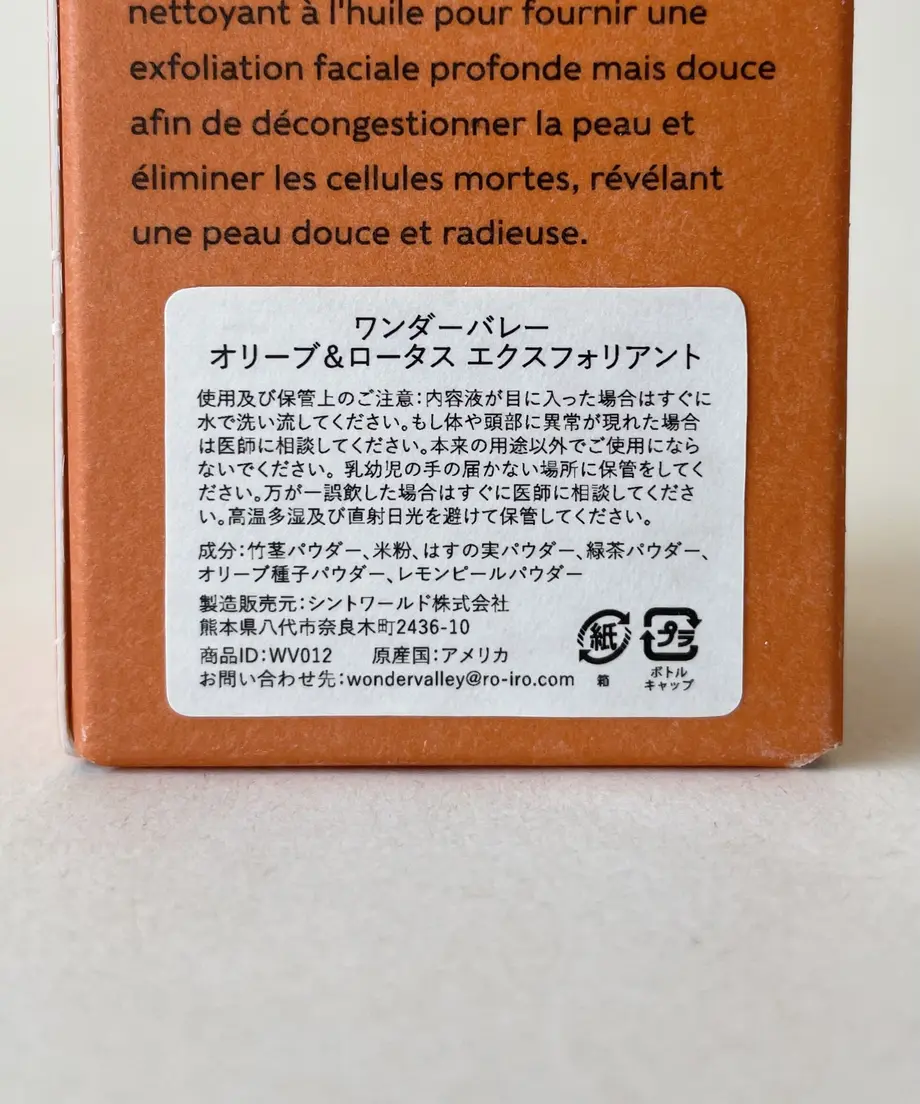 nettoyant à l'huile pour fournir une
exfoliation faciale profonde mais douce
afin de décongestionner la peau et
éliminer les cellules mortes, révélant
une peau douce et radieuse.
ワンダーバレー
オリーブ&ロータス エクスフォリアント
使用及び保管上のご注意:内容液が目に入った場合はすぐに
水で洗い流してください。もし体や頭部に異常が現れた場合
は医師に相談してください。本来の用途以外でご使用になら
ないでください。乳幼児の手の届かない場所に保管をしてく
ださい。万が一誤飲した場合はすぐに医師に相談してくださ
い。高温多湿及び直射日光を避けて保管してください。
成分:竹茎パウダー、米粉、はすの実パウダー、緑茶パウダー、
オリーブ種子パウダー、レモンピールパウダー
製造販売元:シントワールド株式会社
熊本県八代市奈良木町2436-10
商品ID:WV012 原産国:アメリカ
お問い合わせ先:wondervalley@ro-iro.com
紙
箱
プラ
ボトル
キャップ